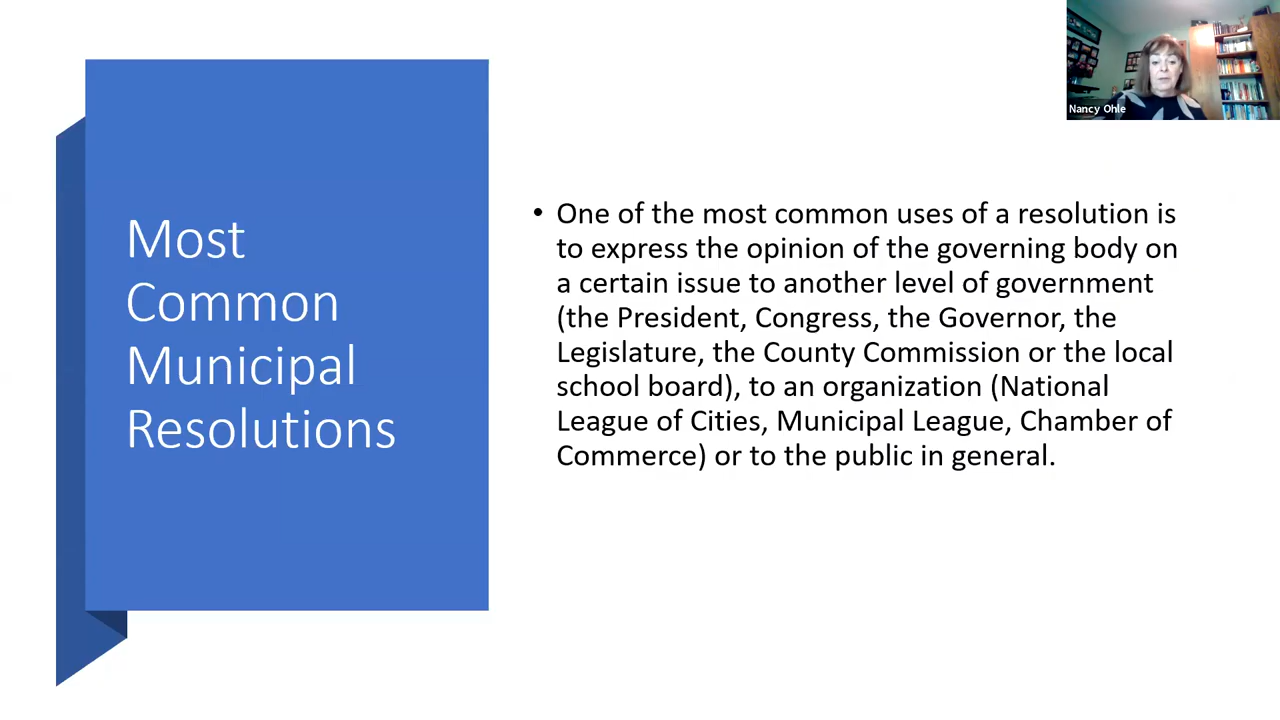 Nancy Ohle
Most
Common
Municipal
Resolutions
• One of the most common uses of a resolution is
to express the opinion of the governing body on
a certain issue to another level of government
(the President, Congress, the Governor, the
Legislature, the County Commission or the local
school board), to an organization (National
League of Cities, Municipal League, Chamber of
Commerce) or to the public in general.